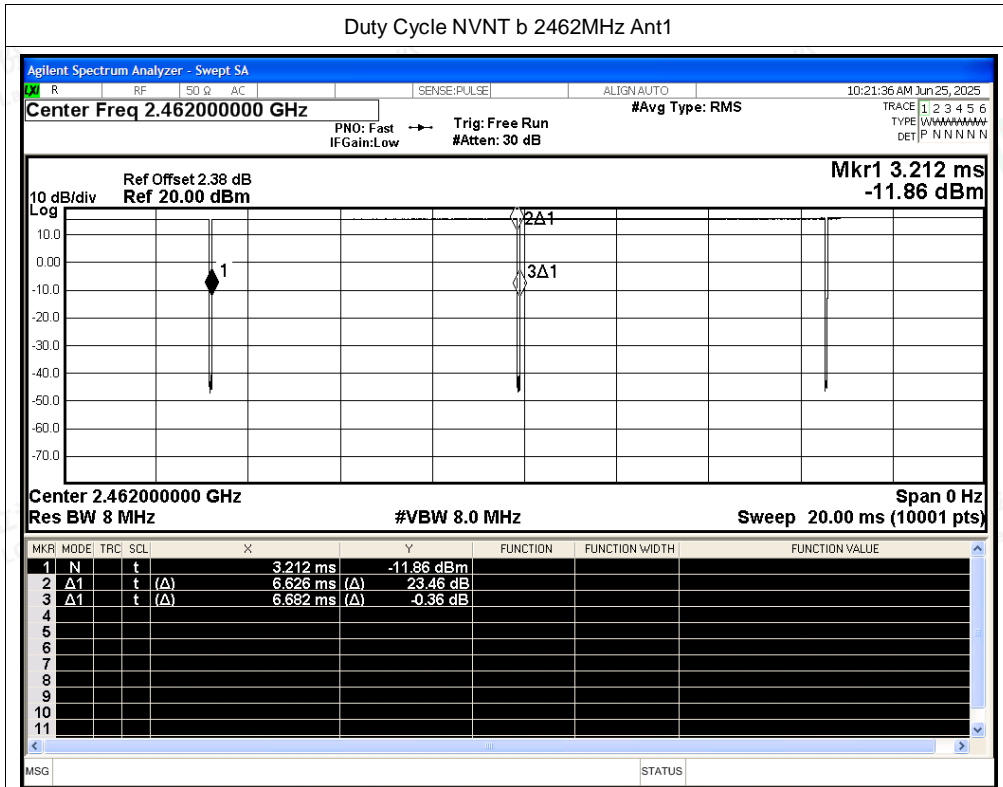 Duty Cycle NVNT b 2462MHz Ant1
Agilent Spectrum Analyzer - Swept SA
LXI R RF 50 Ω AC SENSE:PULSE ALIGN AUTO 10:21:36 AM Jun 25, 2025
Center Freq 2.462000000 GHz #Avg Type: RMS TRACE 1 2 3 4 5 6
PNO: Fast Trig: Free Run TYPE WWWWWW
IFGain:Low #Atten: 30 dB DET P N N N N N
Mkr1 3.212 ms
-11.86 dBm
Ref Offset 2.38 dB
10 dB/div Ref 20.00 dBm
Log
2Δ1
10.0
0.00
1
3Δ1
-10.0
-20.0
-30.0
-40.0
-50.0
-60.0
-70.0
Center 2.462000000 GHz Span 0 Hz
Res BW 8 MHz #VBW 8.0 MHz Sweep 20.00 ms (10001 pts)
MKR MODE TRC SCL X Y FUNCTION FUNCTION WIDTH FUNCTION VALUE
1 N t 3.212 ms -11.86 dBm
2 Δ1 t (Δ) 6.626 ms (Δ) 23.46 dB
3 Δ1 t (Δ) 6.682 ms (Δ) -0.36 dB
4
5
6
7
8
9
10
11
MSG STATUS